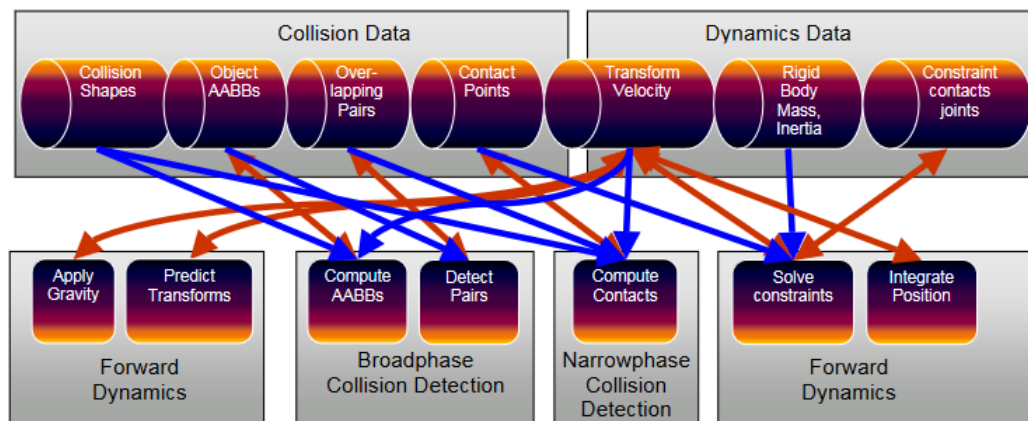 Collision Data
Dynamics Data
Collision
Shapes
Object
AABBs
Over-
lapping
Pairs
Contact
Points
Transform
Velocity
Rigid
Body
Mass,
Inertia
Constraint
contacts
joints
Apply
Gravity
Predict
Transforms
Compute
AABBs
Detect
Pairs
Compute
Contacts
Solve
constraints
Integrate
Position
Forward
Dynamics
Broadphase
Collision Detection
Narrowphase
Collision
Detection
Forward
Dynamics